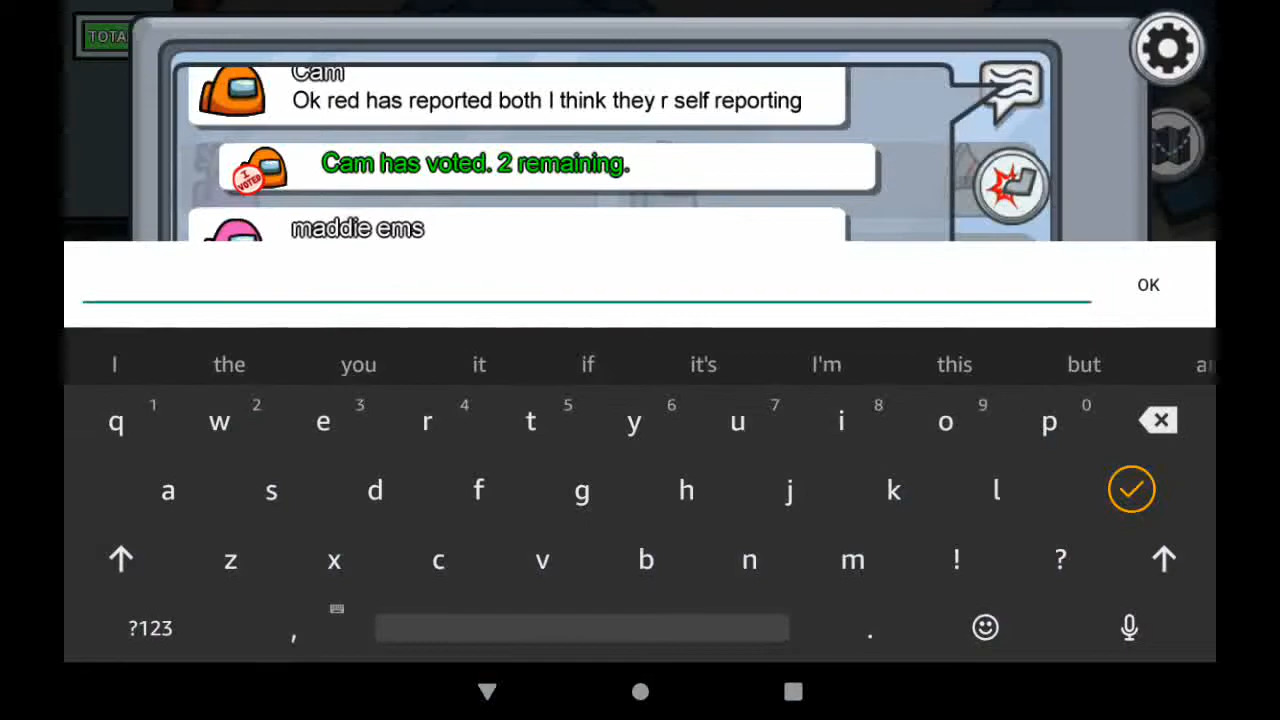 TOTA
Cam
Ok red has reported both I think they r self reporting
I VOTED
Cam has voted. 2 remaining.
maddie ems
OK
I the you it if it's I'm this but
1 2 3 4 5 6 7 8 9 0
q w e r t y u i o p
a s d f g h j k l
z x c v b n m ! ?
?123 , .